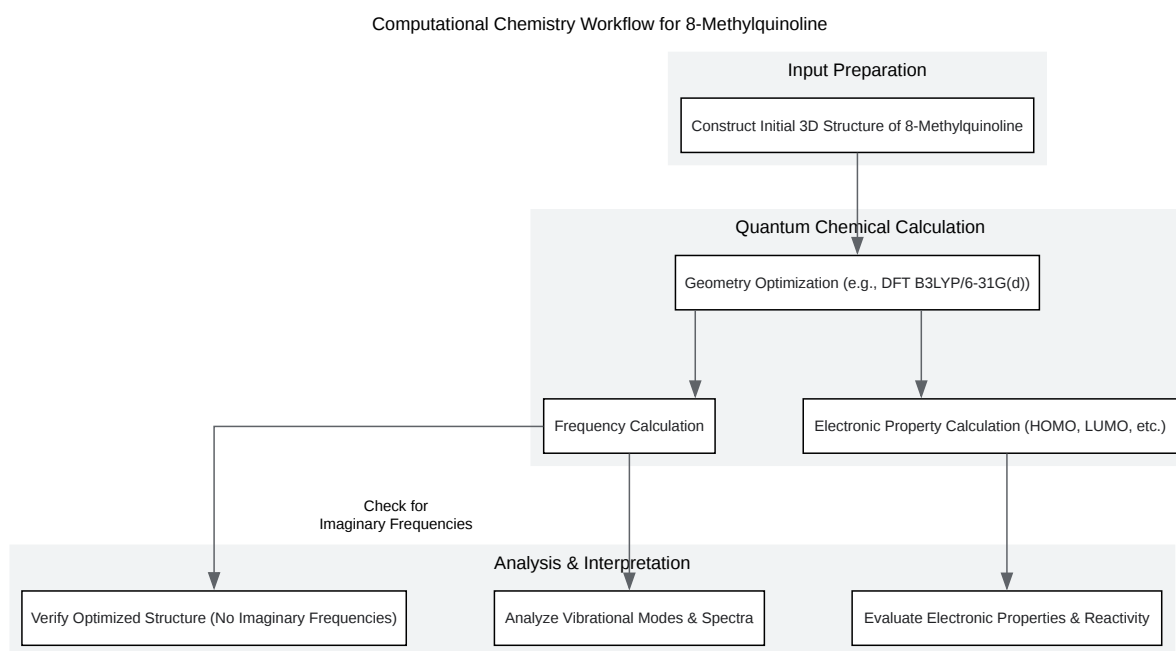 Computational Chemistry Workflow for 8-Methylquinoline
Input Preparation
Construct Initial 3D Structure of 8-Methylquinoline
Quantum Chemical Calculation
Geometry Optimization (e.g., DFT B3LYP/6-31G(d))
Frequency Calculation
Electronic Property Calculation (HOMO, LUMO, etc.)
Check for
Imaginary Frequencies
Analysis & Interpretation
Verify Optimized Structure (No Imaginary Frequencies)
Analyze Vibrational Modes & Spectra
Evaluate Electronic Properties & Reactivity